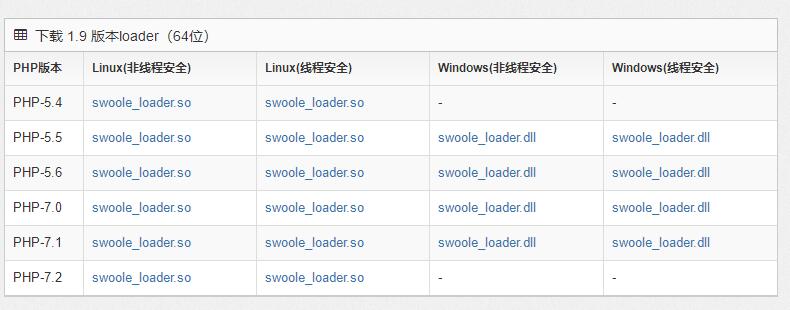 下载 1.9 版本loader（64位）
PHP版本 Linux(非线程安全) Linux(线程安全) Windows(非线程安全) Windows(线程安全)
PHP-5.4 swoole_loader.so swoole_loader.so - -
PHP-5.5 swoole_loader.so swoole_loader.so swoole_loader.dll swoole_loader.dll
PHP-5.6 swoole_loader.so swoole_loader.so swoole_loader.dll swoole_loader.dll
PHP-7.0 swoole_loader.so swoole_loader.so swoole_loader.dll swoole_loader.dll
PHP-7.1 swoole_loader.so swoole_loader.so swoole_loader.dll swoole_loader.dll
PHP-7.2 swoole_loader.so swoole_loader.so - -